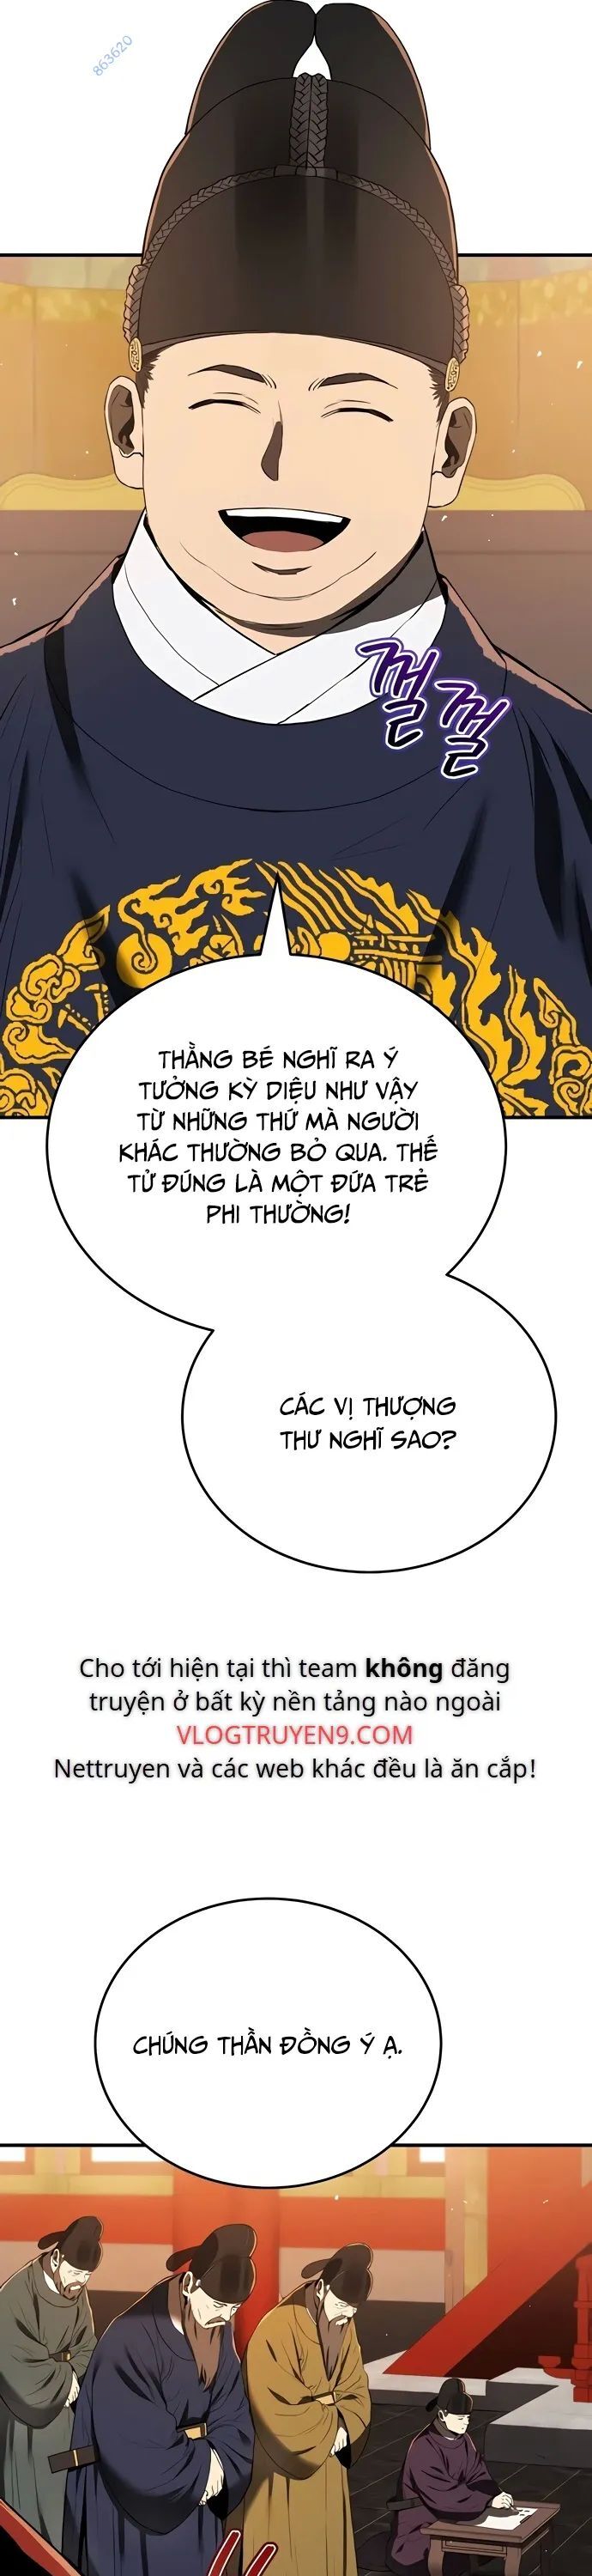 863620
껄껄
THẰNG BÉ NGHĨ RA Ý
TƯỞNG KỲ DIỆU NHƯ VẬY
TỪ NHỮNG THỨ MÀ NGƯỜI
KHÁC THƯỜNG BỎ QUA. THẾ
TỬ ĐÚNG LÀ MỘT ĐỨA TRẺ
PHI THƯỜNG!
CÁC VỊ THƯỢNG
THƯ NGHĨ SAO?
Cho tới hiện tại thì team không đăng
truyện ở bất kỳ nền tảng nào ngoài
VLOGTRUYEN9.COM
Nettruyen và các web khác đều là ăn cắp!
CHÚNG THẦN ĐỒNG Ý Ạ.